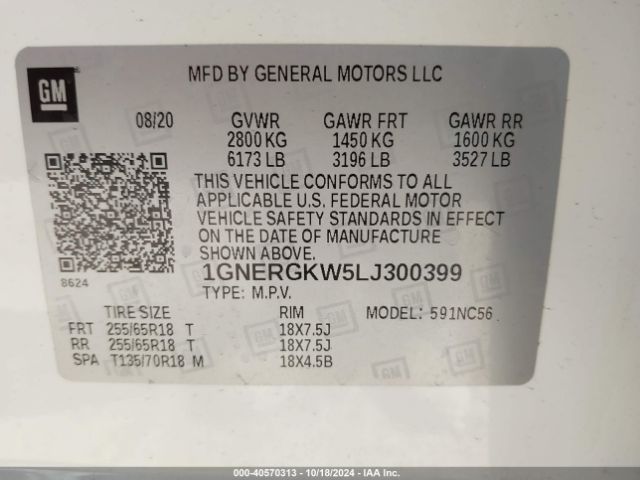 GM
MFD BY GENERAL MOTORS LLC
08/20 GVWR GAWR FRT GAWR RR
2800 KG 1450 KG 1600 KG
6173 LB 3196 LB 3527 LB
THIS VEHICLE CONFORMS TO ALL
APPLICABLE U.S. FEDERAL MOTOR
VEHICLE SAFETY STANDARDS IN EFFECT
ON THE DATE OF MANUFACTURE
SHOWN ABOVE.
8624
1GNERGKW5LJ300399
TYPE: M.P.V.
TIRE SIZE RIM MODEL: 591NC56
FRT 255/65R18 T 18X7.5J
RR 255/65R18 T 18X7.5J
SPA T135/70R18 M 18X4.5B
000-40570313 - 10/18/2024 - IAA Inc.